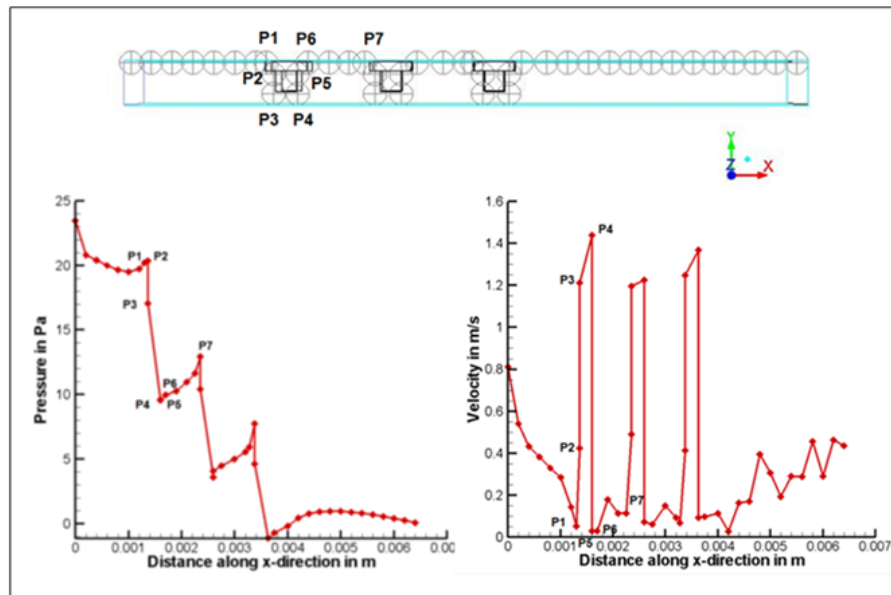 P1 P6 P7
P2 P5
P3 P4
Y
Z X
25
20
15
10
5
0
P1 P2
P3
P7
P6
P4 P5
0 0.001 0.002 0.003 0.004 0.005 0.006 0.00
Distance along x-direction in m
Pressure in Pa
1.6
1.4
1.2
1
0.8
0.6
0.4
0.2
0
P4
P3
P2
P7
P1
P6
P5
0 0.001 0.002 0.003 0.004 0.005 0.006 0.007
Distance along x-direction in m
Velocity in m/s